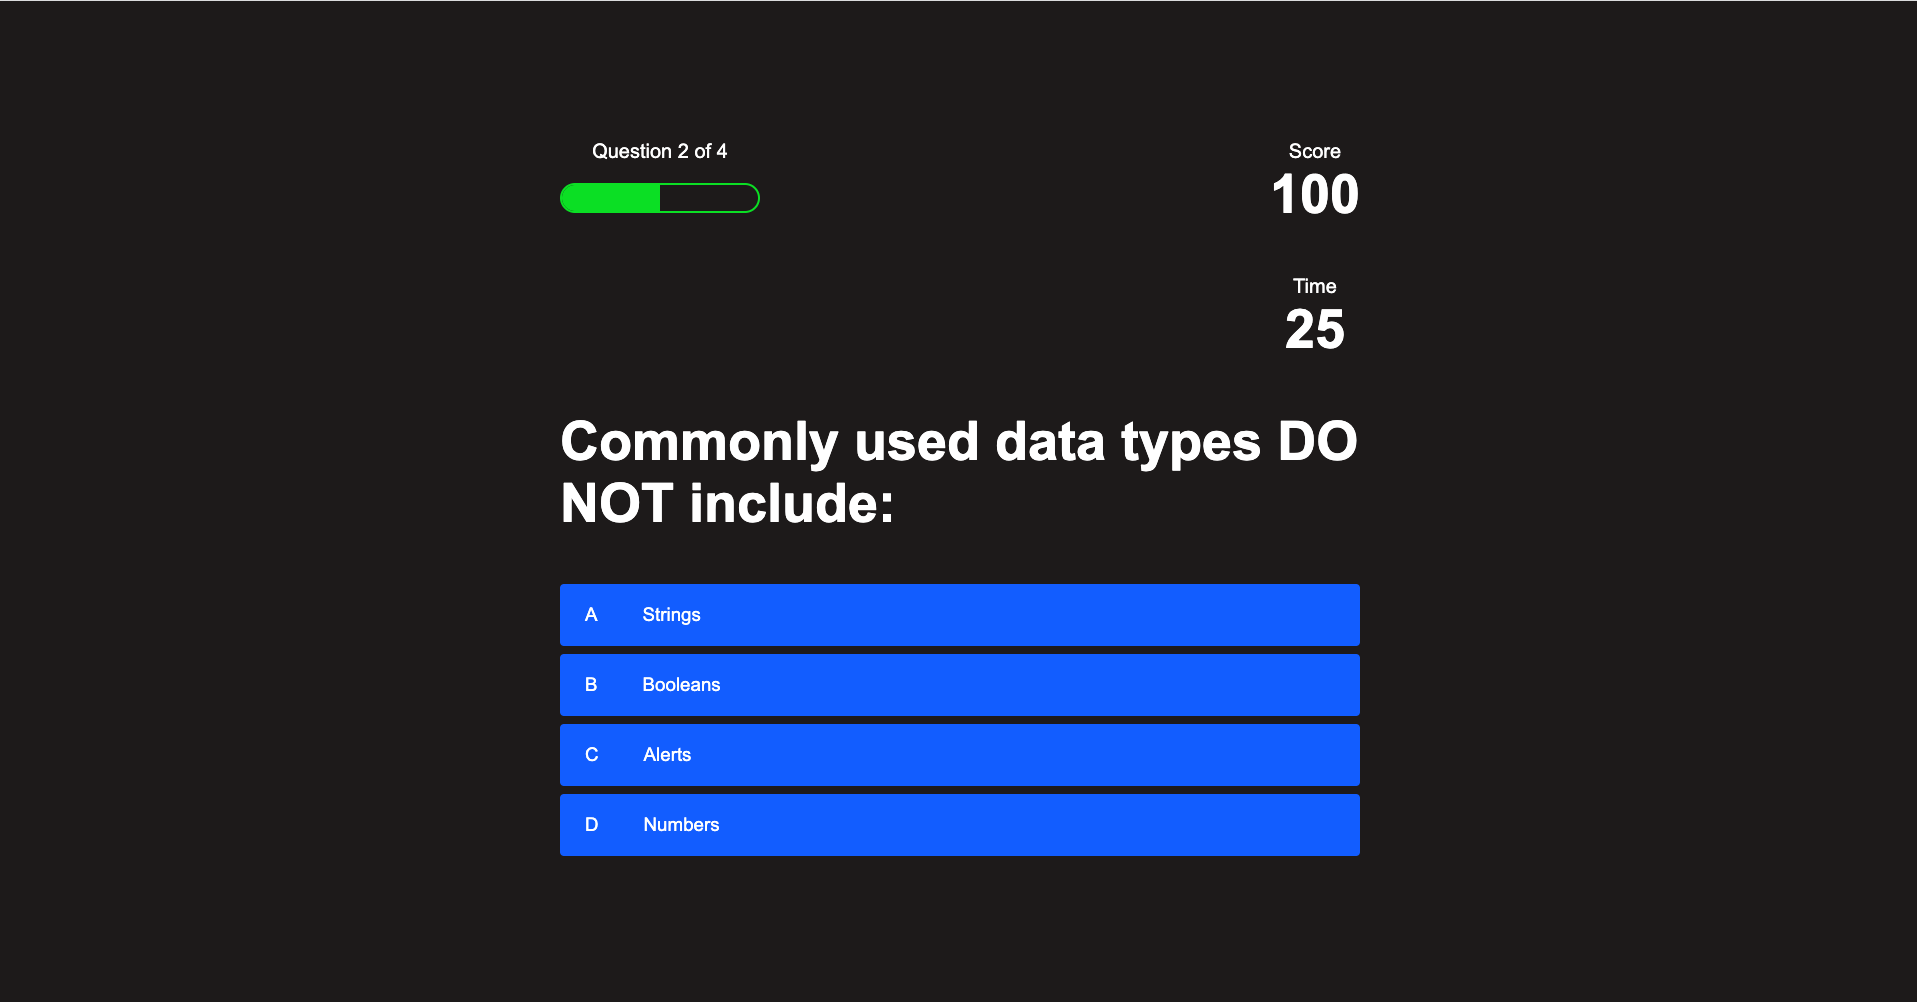 Question 2 of 4
Score
100
Time
25
Commonly used data types DO
NOT include:
A Strings
B Booleans
C Alerts
D Numbers